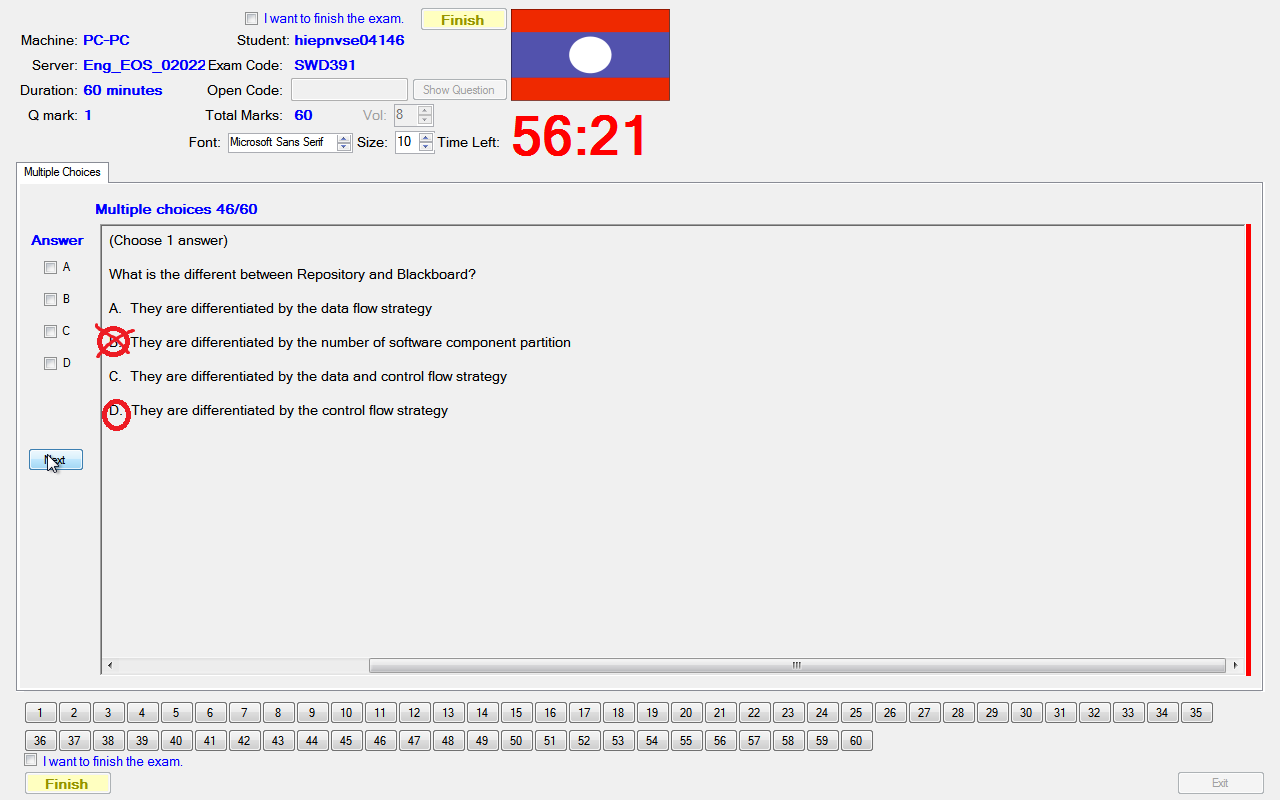 I want to finish the exam. Finish
Machine: PC-PC Student: hiepnvse04146
Server: Eng_EOS_02022 Exam Code: SWD391
Duration: 60 minutes Open Code: Show Question
Q mark: 1 Total Marks: 60 Vol: 8
Font: Microsoft Sans Serif Size: 10 Time Left: 56:21
Multiple Choices
Multiple choices 46/60
Answer
A
B
C
D
Next
(Choose 1 answer)
What is the different between Repository and Blackboard?
A. They are differentiated by the data flow strategy
B. They are differentiated by the number of software component partition
C. They are differentiated by the data and control flow strategy
D. They are differentiated by the control flow strategy
1 2 3 4 5 6 7 8 9 10 11 12 13 14 15 16 17 18 19 20 21 22 23 24 25 26 27 28 29 30 31 32 33 34 35
36 37 38 39 40 41 42 43 44 45 46 47 48 49 50 51 52 53 54 55 56 57 58 59 60
I want to finish the exam.
Finish Exit